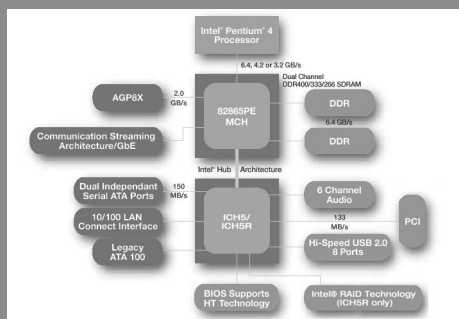 Intel® Pentium® 4
Processor
6.4, 4.2 or 3.2 GB/s
Dual Channel
DDR400/333/266 SDRAM
AGP8X
2.0
GB/s
82865PE
MCH
DDR
6.4 GB/s
DDR
Communication Streaming
Architecture/GbE
Intel® Hub
Architecture
Dual Independant
Serial ATA Ports
150
MB/s
6 Channel
Audio
10/100 LAN
Connect Interface
ICH5/
ICH5R
133
MB/s
PCI
Legacy
ATA 100
Hi-Speed USB 2.0
8 Ports
BIOS Supports
HT Technology
Intel® RAID Technology
(ICH5R only)